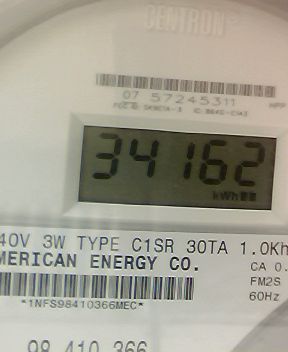 CENTRON
07 57245311
34162
kWh
40V 3W TYPE C1SR 30TA 1.0Kh
MERICAN ENERGY CO.
CA 0.
FM2S
60Hz
*1NFS98410366MEC*
98 410 366